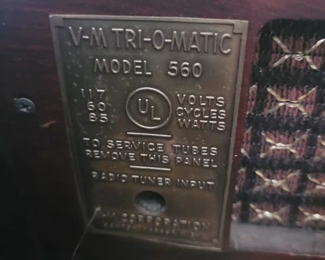 V-M TRI-O-MATIC
MODEL 560
117 VOLTS
60 UL CYCLES
85 WATTS
TO SERVICE TUBES
REMOVE THIS PANEL
RADIO TUNER INPUT
V-M CORPORATION